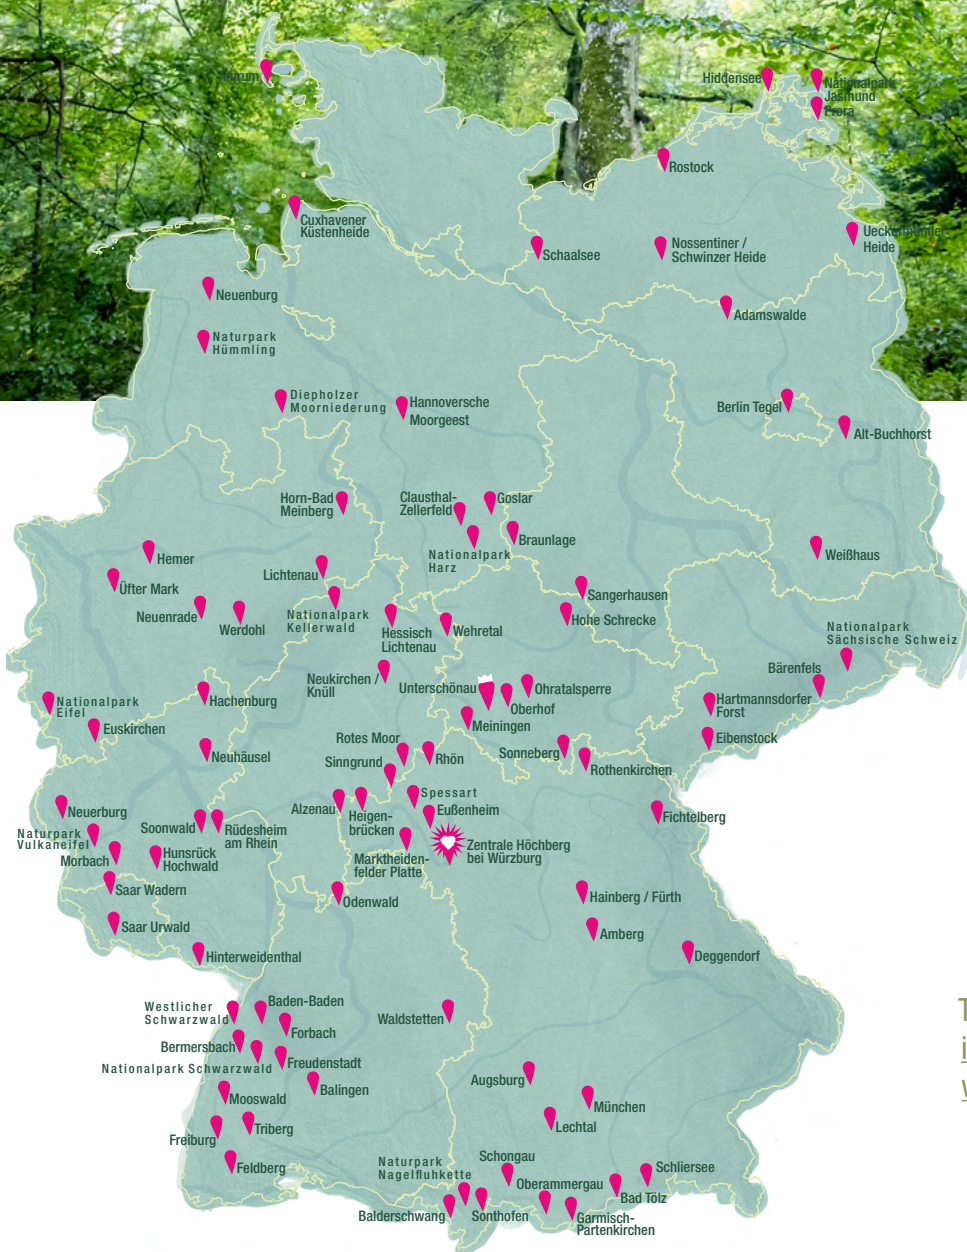 Amrum
Hiddensee
Nationalpark
Jasmund
Prora
Rostock
Cuxhavener
Küstenheide
Schaalsee
Nossentiner /
Schwinzer Heide
Ueckermünder
Heide
Neuenburg
Adamswalde
Naturpark
Hümmling
Diepholzer
Moorniederung
Hannoversche
Moorgeest
Berlin Tegel
Alt-Buchhorst
Horn-Bad
Meinberg
Clausthal-
Zellerfeld
Goslar
Braunlage
Nationalpark
Harz
Weißhaus
Hemer
Üfter Mark
Lichtenau
Neuenrade
Werdohl
Nationalpark
Kellerwald
Hessisch
Lichtenau
Wehretal
Sangerhausen
Hohe Schrecke
Nationalpark
Sächsische Schweiz
Bärenfels
Neukirchen /
Knüll
Unterschönau
Ohratalsperre
Oberhof
Meiningen
Hartmannsdorfer
Forst
Eibenstock
Nationalpark
Eifel
Euskirchen
Hachenburg
Neuhäusel
Rotes Moor
Sinngrund
Rhön
Sonneberg
Rothenkirchen
Neuerburg
Naturpark
Vulkaneifel
Morbach
Soonwald
Rüdesheim
am Rhein
Hunsrück
Hochwald
Alzenau
Heigen-
brücken
Spessart
Eußenheim
Marktheiden-
felder Platte
Zentrale Höchberg
bei Würzburg
Fichtelberg
Saar Wadern
Saar Urwald
Odenwald
Hainberg / Fürth
Amberg
Deggendorf
Hinterweidenthal
Westlicher
Schwarzwald
Baden-Baden
Forbach
Bermersbach
Freudenstadt
Nationalpark Schwarzwald
Balingen
Waldstetten
Mooswald
Triberg
Freiburg
Feldberg
Augsburg
München
Lechtal
Naturpark
Nagelfluhkette
Schongau
Oberammergau
Schliersee
Bad Tölz
Balderschwang
Sonthofen
Garmisch-
Partenkirchen